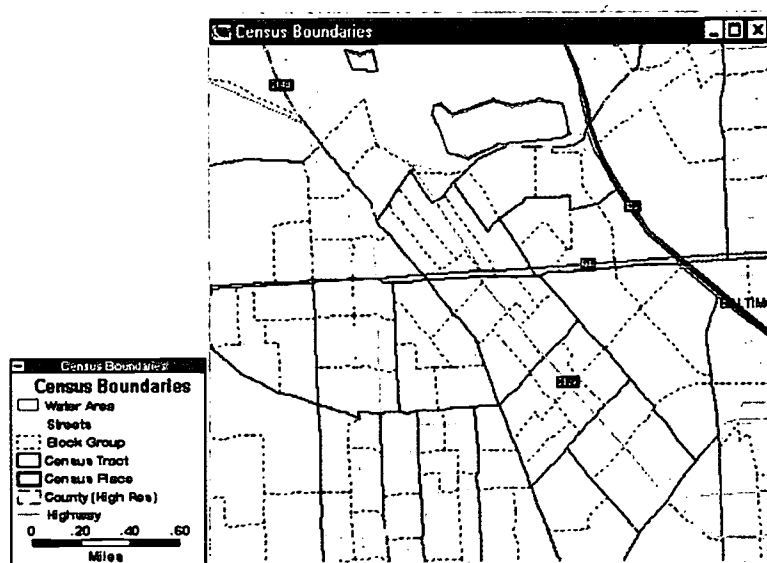 Census Boundaries
Census Boundaries
Census Boundaries
Water Area
Streets
Block Group
Census Tract
Census Place
County (High Res)
Highway
0 .20 .40 .60
Miles